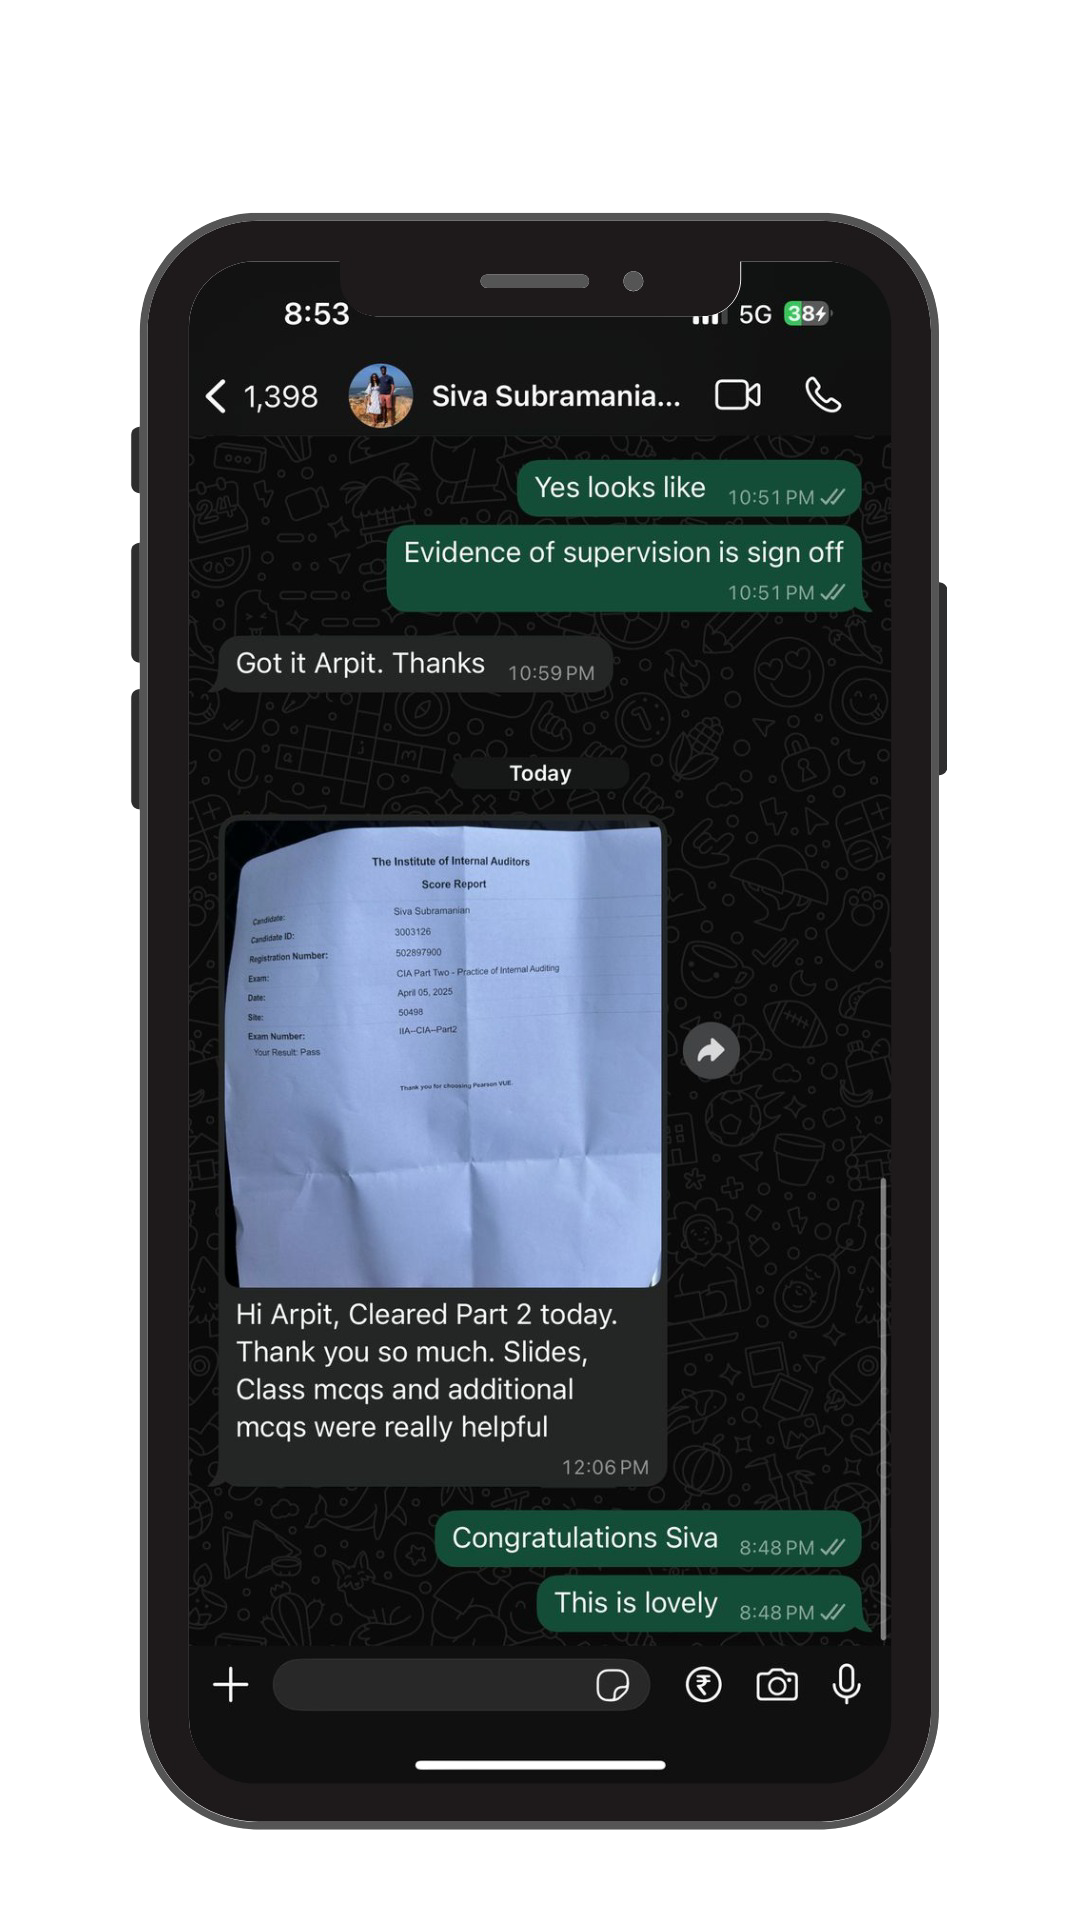 8:53
5G 38
1,398
Siva Subramania...
Yes looks like 10:51 PM
Evidence of supervision is sign off
10:51 PM
Got it Arpit. Thanks 10:59 PM
Today
The Institute of Internal Auditors
Score Report
Candidate: Siva Subramanian
Candidate ID: 3003126
Registration Number: 502897900
Exam: CIA Part Two - Practice of Internal Auditing
Date: April 05, 2025
Site: 50498
Exam Number: IIA--CIA--Part2
Your Result: Pass
Thank you for choosing Pearson VUE.
Hi Arpit, Cleared Part 2 today.
Thank you so much. Slides,
Class mcqs and additional
mcqs were really helpful
12:06 PM
Congratulations Siva 8:48 PM
This is lovely 8:48 PM